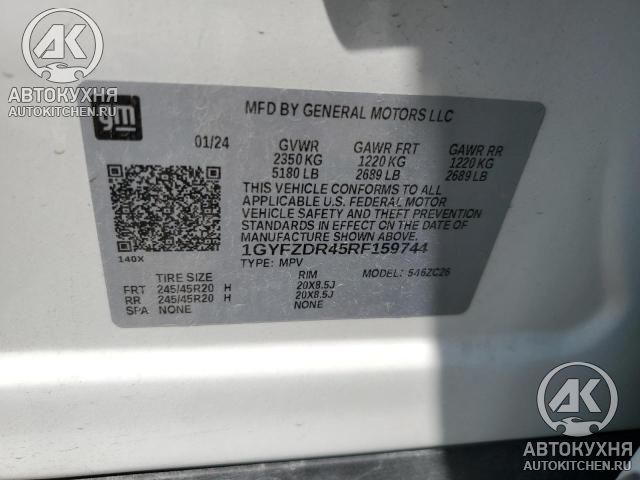 AK
АВТОКУХНЯ
AUTOKITCHEN.RU
gm
MFD BY GENERAL MOTORS LLC
01/24 GVWR GAWR FRT GAWR RR
2350 KG 1220 KG 1220 KG
5180 LB 2689 LB 2689 LB
THIS VEHICLE CONFORMS TO ALL
APPLICABLE U.S. FEDERAL MOTOR
VEHICLE SAFETY AND THEFT PREVENTION
STANDARDS IN EFFECT ON THE DATE OF
MANUFACTURE SHOWN ABOVE.
140X
1GYFZDR45RF159744
TYPE: MPV MODEL: 546ZC26
TIRE SIZE RIM
FRT 245/45R20 H 20X8.5J
RR 245/45R20 H 20X8.5J
SPA NONE NONE
AK
АВТОКУХНЯ
AUTOKITCHEN.RU